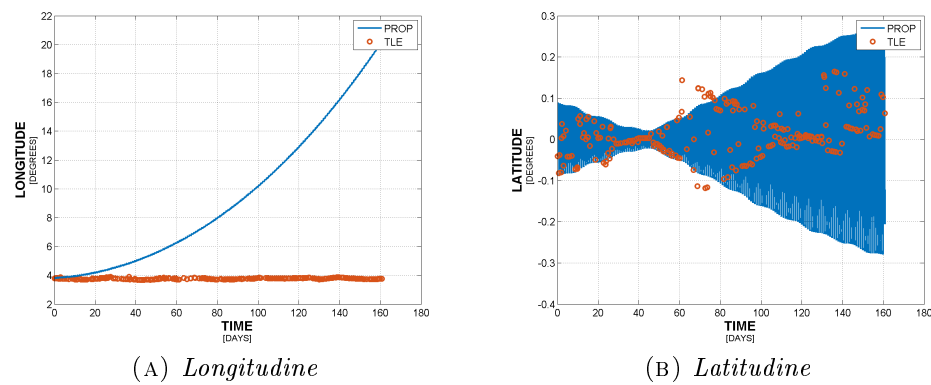 22
20
18
16
14
12
10
8
6
4
2
LONGITUDE
[DEGREES]
0 20 40 60 80 100 120 140 160 180
TIME
[DAYS]
PROP
TLE
(A) Longitudine
0.3
0.2
0.1
0
-0.1
-0.2
-0.3
-0.4
LATITUDE
[DEGREES]
0 20 40 60 80 100 120 140 160 180
TIME
[DAYS]
PROP
TLE
(B) Latitudine